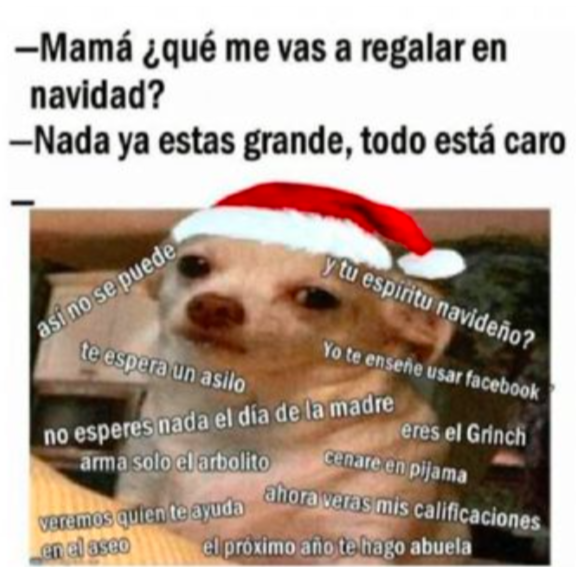 —Mamá ¿qué me vas a regalar en
navidad?
—Nada ya estas grande, todo está caro
—
asi no se puede
y tu espiritu navideño?
te espera un asilo
Yo te enseñe usar facebook
no esperes nada el día de la madre
eres el Grinch
arma solo el arbolito
cenare en pijama
ahora veras mis calificaciones
veremos quien te ayuda
en el aseo
el próximo año te hago abuela